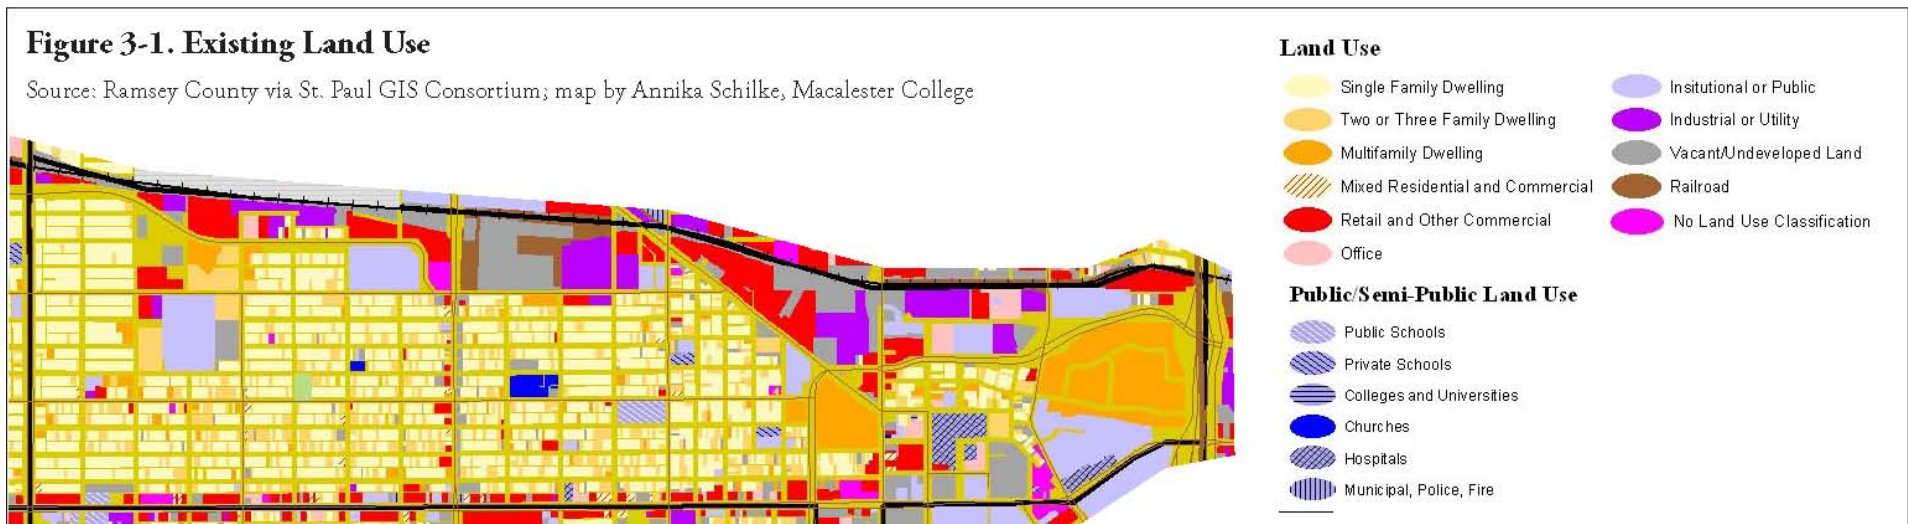 Figure 3-1. Existing Land Use
Source: Ramsey County via St. Paul GIS Consortium; map by Annika Schilke, Macalester College
Land Use
Single Family Dwelling
Two or Three Family Dwelling
Multifamily Dwelling
Mixed Residential and Commercial
Retail and Other Commercial
Office
Insitutional or Public
Industrial or Utility
Vacant/Undeveloped Land
Railroad
No Land Use Classification
Public/Semi-Public Land Use
Public Schools
Private Schools
Colleges and Universities
Churches
Hospitals
Municipal, Police, Fire